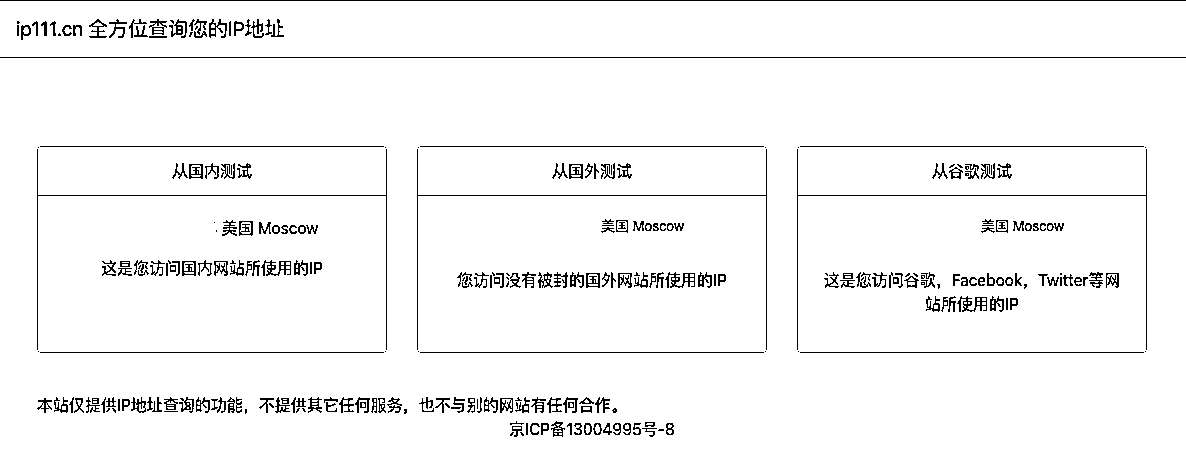 ip111.cn 全方位查询您的IP地址
从国内测试
美国 Moscow
这是您访问国内网站所使用的IP
从国外测试
美国 Moscow
您访问没有被封的国外网站所使用的IP
从谷歌测试
美国 Moscow
这是您访问谷歌，Facebook，Twitter等网
站所使用的IP
本站仅提供IP地址查询的功能，不提供其它任何服务，也不与别的网站有任何合作。
京ICP备13004995号-8